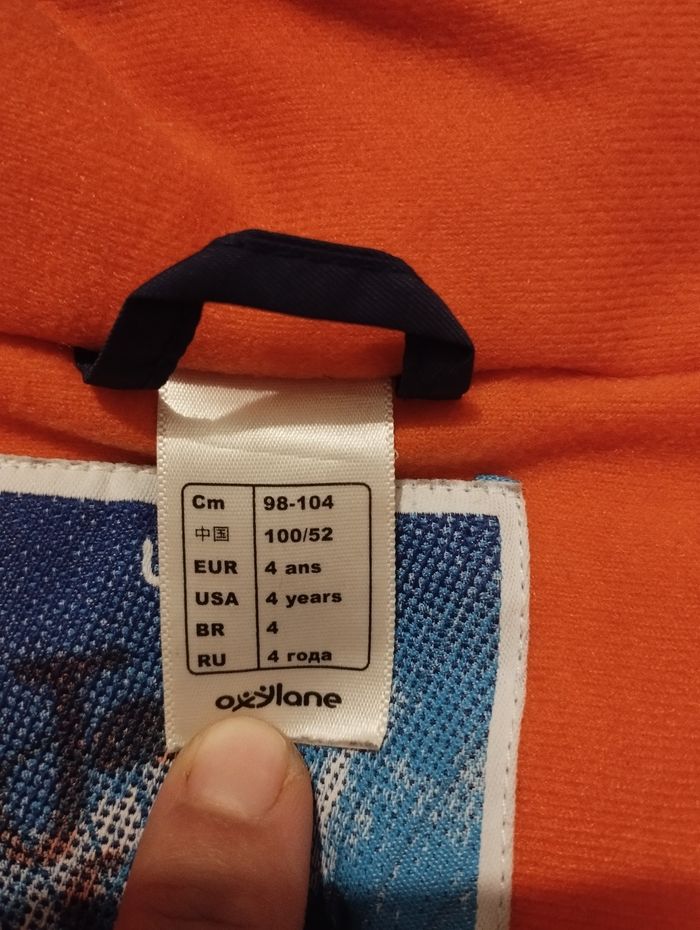 Cm 98-104
中国 100/52
EUR 4 ans
USA 4 years
BR 4
RU 4 года
oxylane